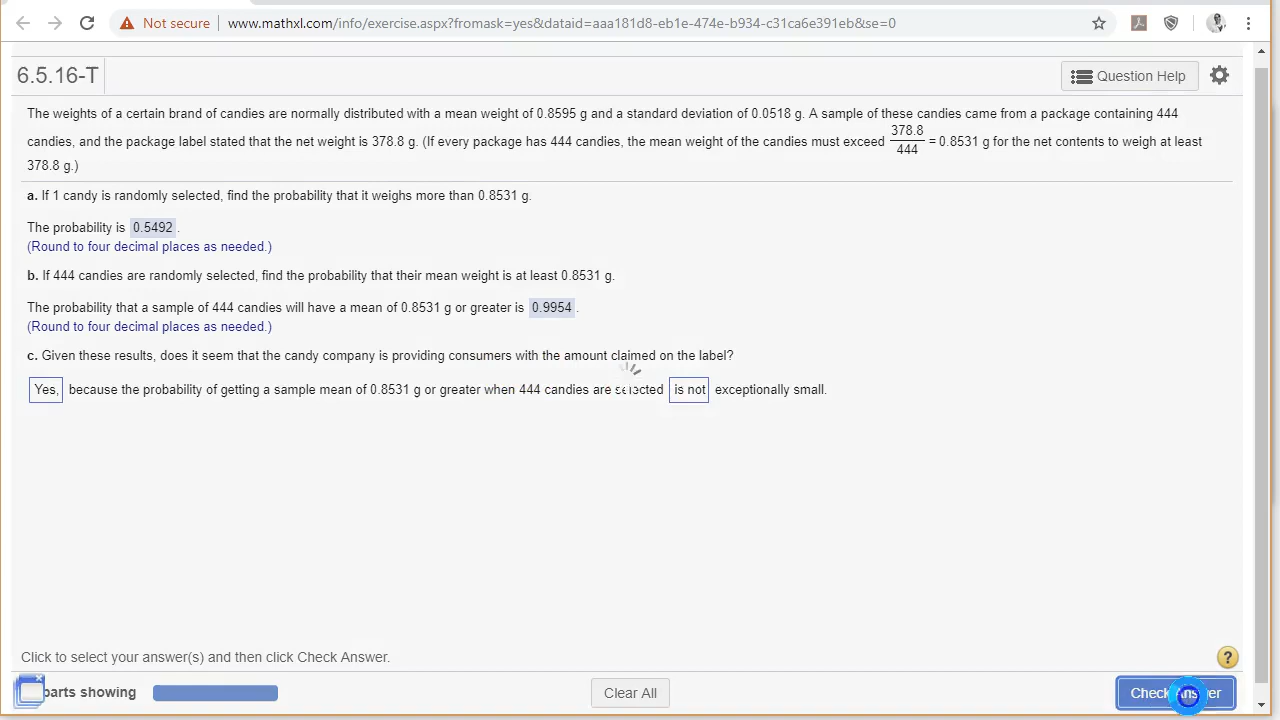 Not secure | www.mathxl.com/info/exercise.aspx?fromask=yes&dataid=aaa181d8-eb1e-474e-b934-c31ca6e391eb&se=0
6.5.16-T
Question Help
The weights of a certain brand of candies are normally distributed with a mean weight of 0.8595 g and a standard deviation of 0.0518 g. A sample of these candies came from a package containing 444
candies, and the package label stated that the net weight is 378.8 g. (If every package has 444 candies, the mean weight of the candies must exceed 378.8/444 = 0.8531 g for the net contents to weigh at least
378.8 g.)
a. If 1 candy is randomly selected, find the probability that it weighs more than 0.8531 g.
The probability is 0.5492.
(Round to four decimal places as needed.)
b. If 444 candies are randomly selected, find the probability that their mean weight is at least 0.8531 g.
The probability that a sample of 444 candies will have a mean of 0.8531 g or greater is 0.9954.
(Round to four decimal places as needed.)
c. Given these results, does it seem that the candy company is providing consumers with the amount claimed on the label?
Yes, because the probability of getting a sample mean of 0.8531 g or greater when 444 candies are selected is not exceptionally small.
Click to select your answer(s) and then click Check Answer.
?
parts showing
Clear All
Check Answer